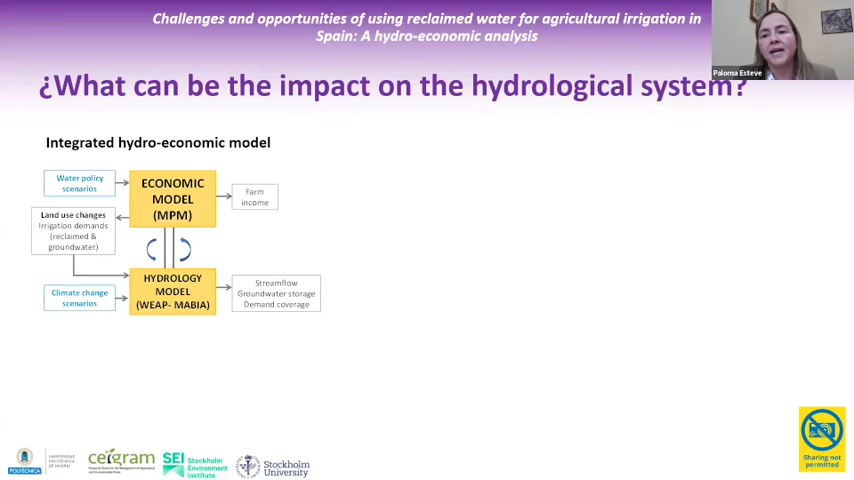 Challenges and opportunities of using reclaimed water for agricultural irrigation in
Spain: A hydro-economic analysis
Paloma Esteve
¿What can be the impact on the hydrological system?
Integrated hydro-economic model
Water policy
scenarios
ECONOMIC
MODEL
(MPM)
Farm
income
Land use changes
Irrigation demands
(reclaimed &
groundwater)
HYDROLOGY
MODEL
(WEAP- MABIA)
Streamflow
Groundwater storage
Demand coverage
Climate change
scenarios
Sharing not
permitted
POLITÉCNICA
UNIVERSIDAD
POLITÉCNICA
DE MADRID
ceigram
SEI
Stockholm
Environment
Institute
Stockholm
University